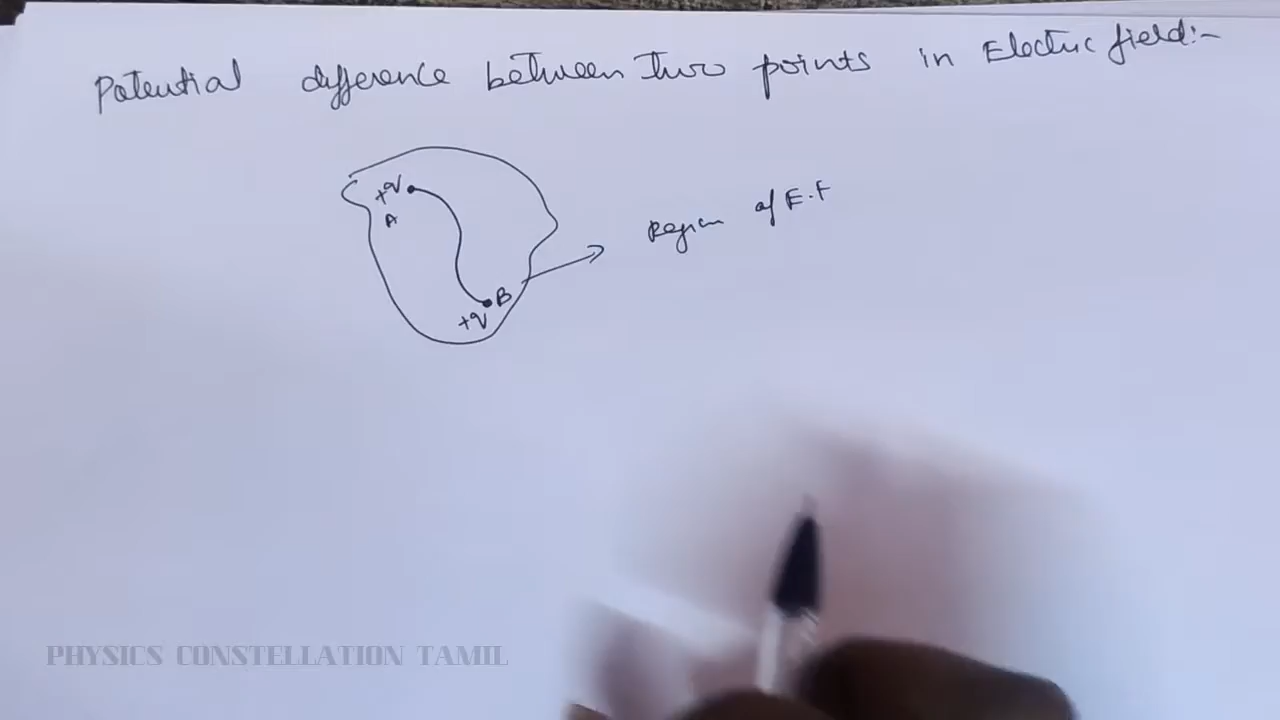 Potential difference between two points in Electric field:-
+q
A
Region of E.F
B
+q
PHYSICS CONSTELLATION TAMIL